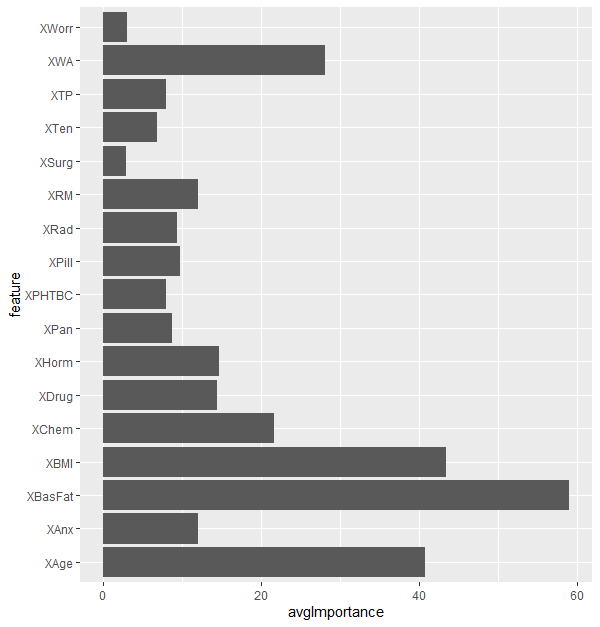 XWorr
XWA
XTP
XTen
XSurg
XRM
XRad
XPill
XPHTBC
XPan
XHorm
XDrug
XChem
XBMI
XBasFat
XAnx
XAge
feature
0 20 40 60
avgImportance